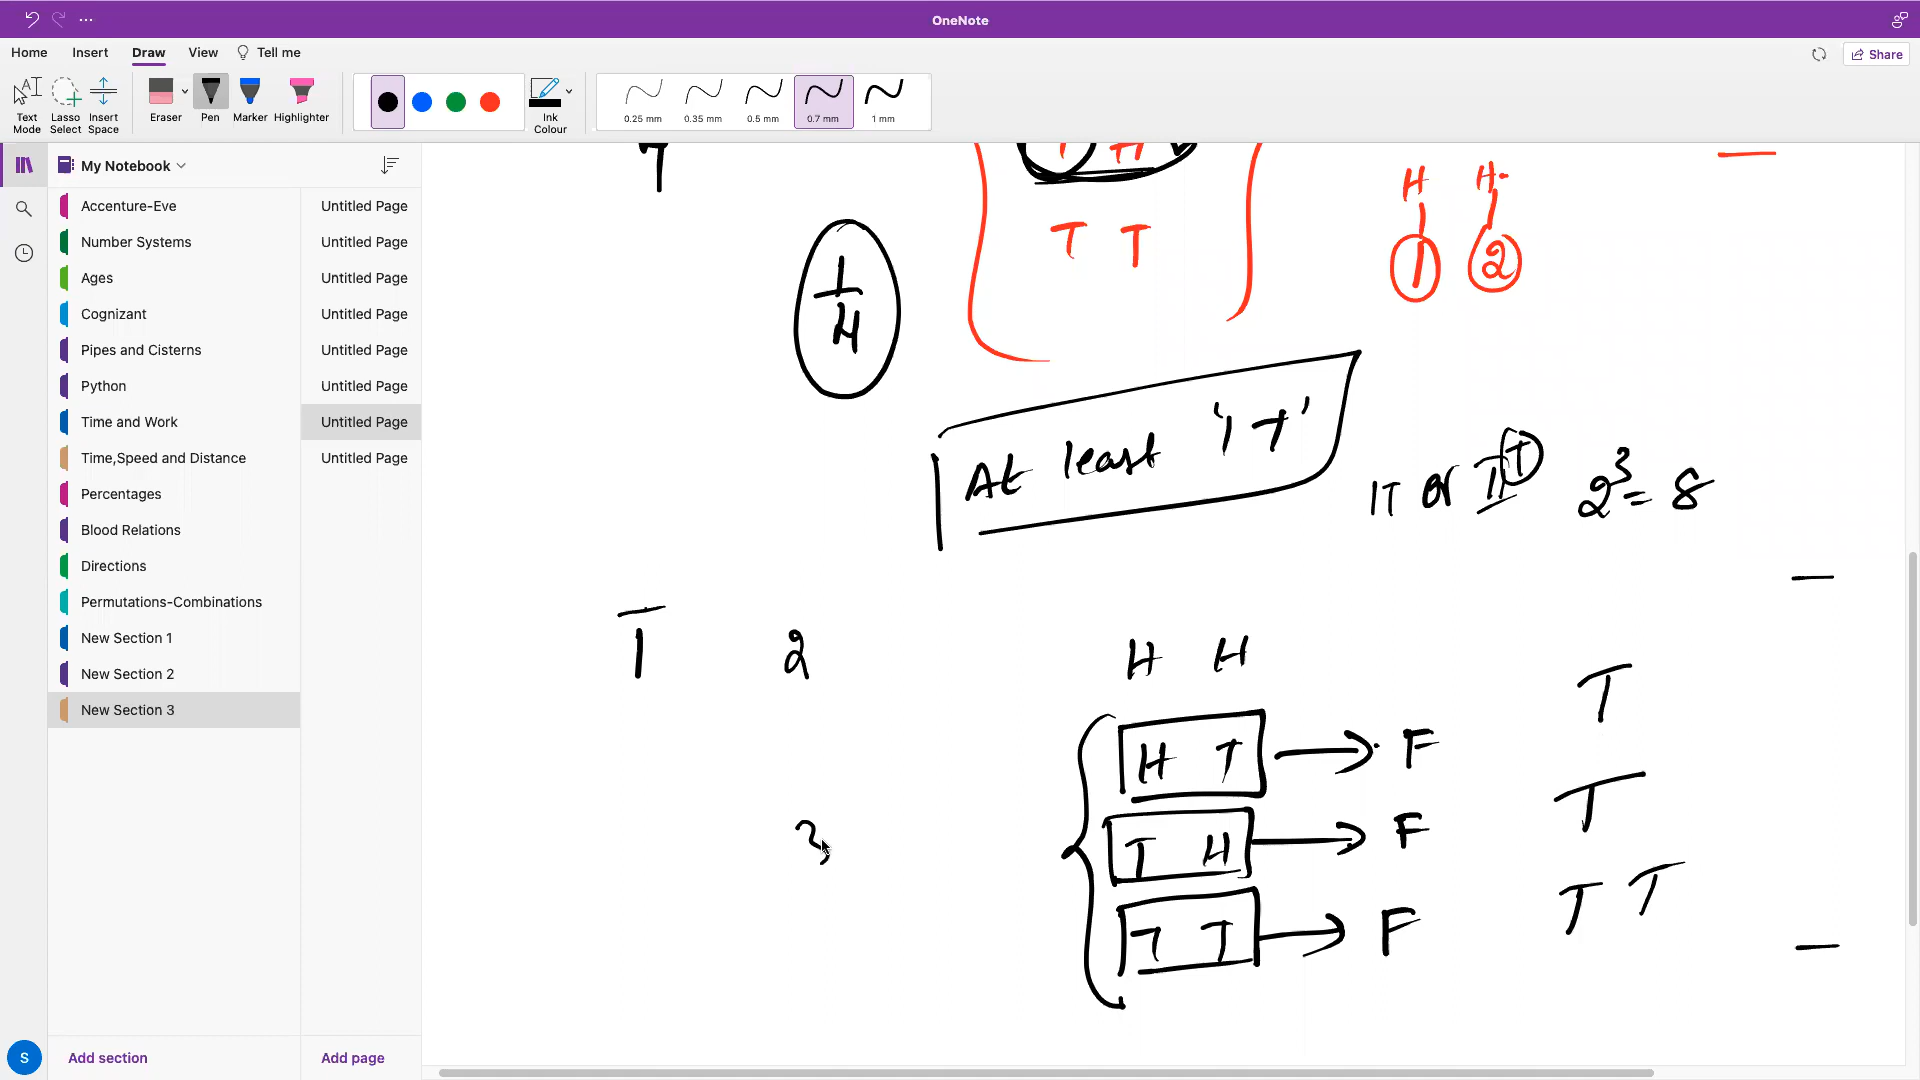 OneNote
Home Insert Draw View Tell me
Share
Text Mode
Lasso Select
Insert Space
Eraser
Pen
Marker
Highlighter
Ink Colour
0.25 mm
0.35 mm
0.5 mm
0.7 mm
1 mm
My Notebook
Accenture-Eve
Number Systems
Ages
Cognizant
Pipes and Cisterns
Python
Time and Work
Time,Speed and Distance
Percentages
Blood Relations
Directions
Permutations-Combinations
New Section 1
New Section 2
New Section 3
Untitled Page
Untitled Page
Untitled Page
Untitled Page
Untitled Page
Untitled Page
Untitled Page
Untitled Page
Add section
Add page
S
T H
T T
H H
1 2
1
4
At least '1 T'
1T or TT
2³ = 8
T 2
H H
H T → F
T
T H → F
T
T T → F
T T
3